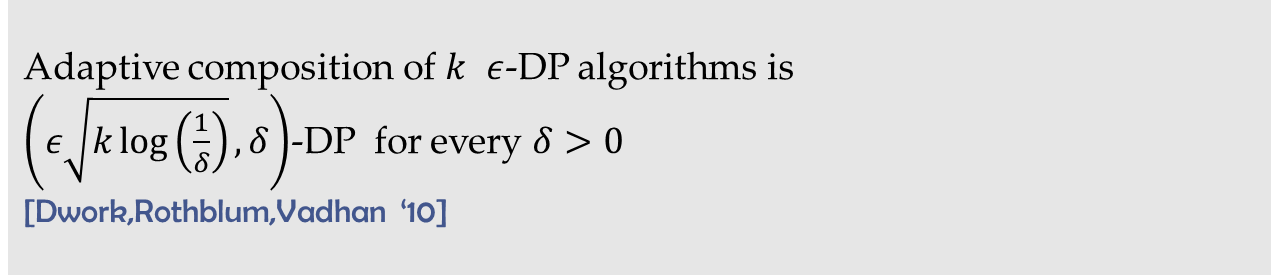 Adaptive composition of k ϵ-DP algorithms is
(ϵ√(k log(1/δ)), δ)-DP for every δ > 0
[Dwork,Rothblum,Vadhan ‘10]